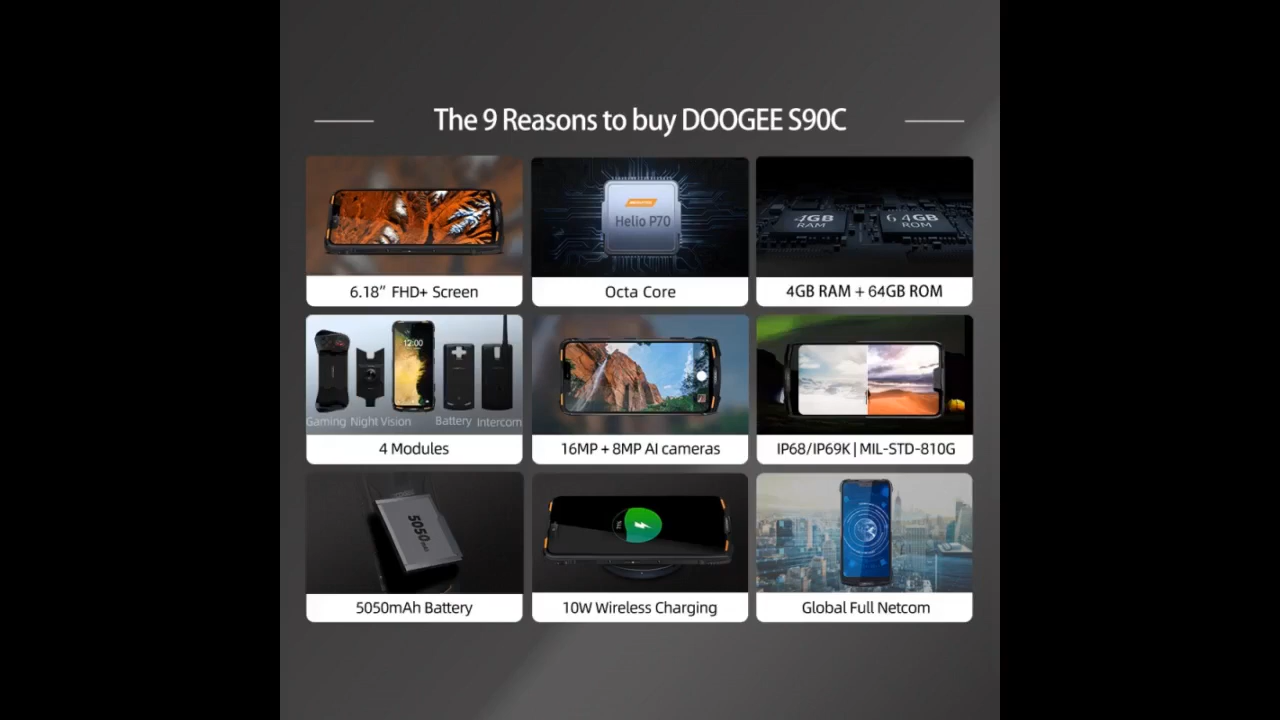 The 9 Reasons to buy DOOGEE S90C
Helio P70
4GB
RAM
64GB
ROM
6.18” FHD+ Screen
Octa Core
4GB RAM + 64GB ROM
12:00
Gaming Night Vision Battery Intercom
4 Modules
16MP + 8MP AI cameras
IP68/IP69K | MIL-STD-810G
5050mAh
5050mAh Battery
10W Wireless Charging
Global Full Netcom